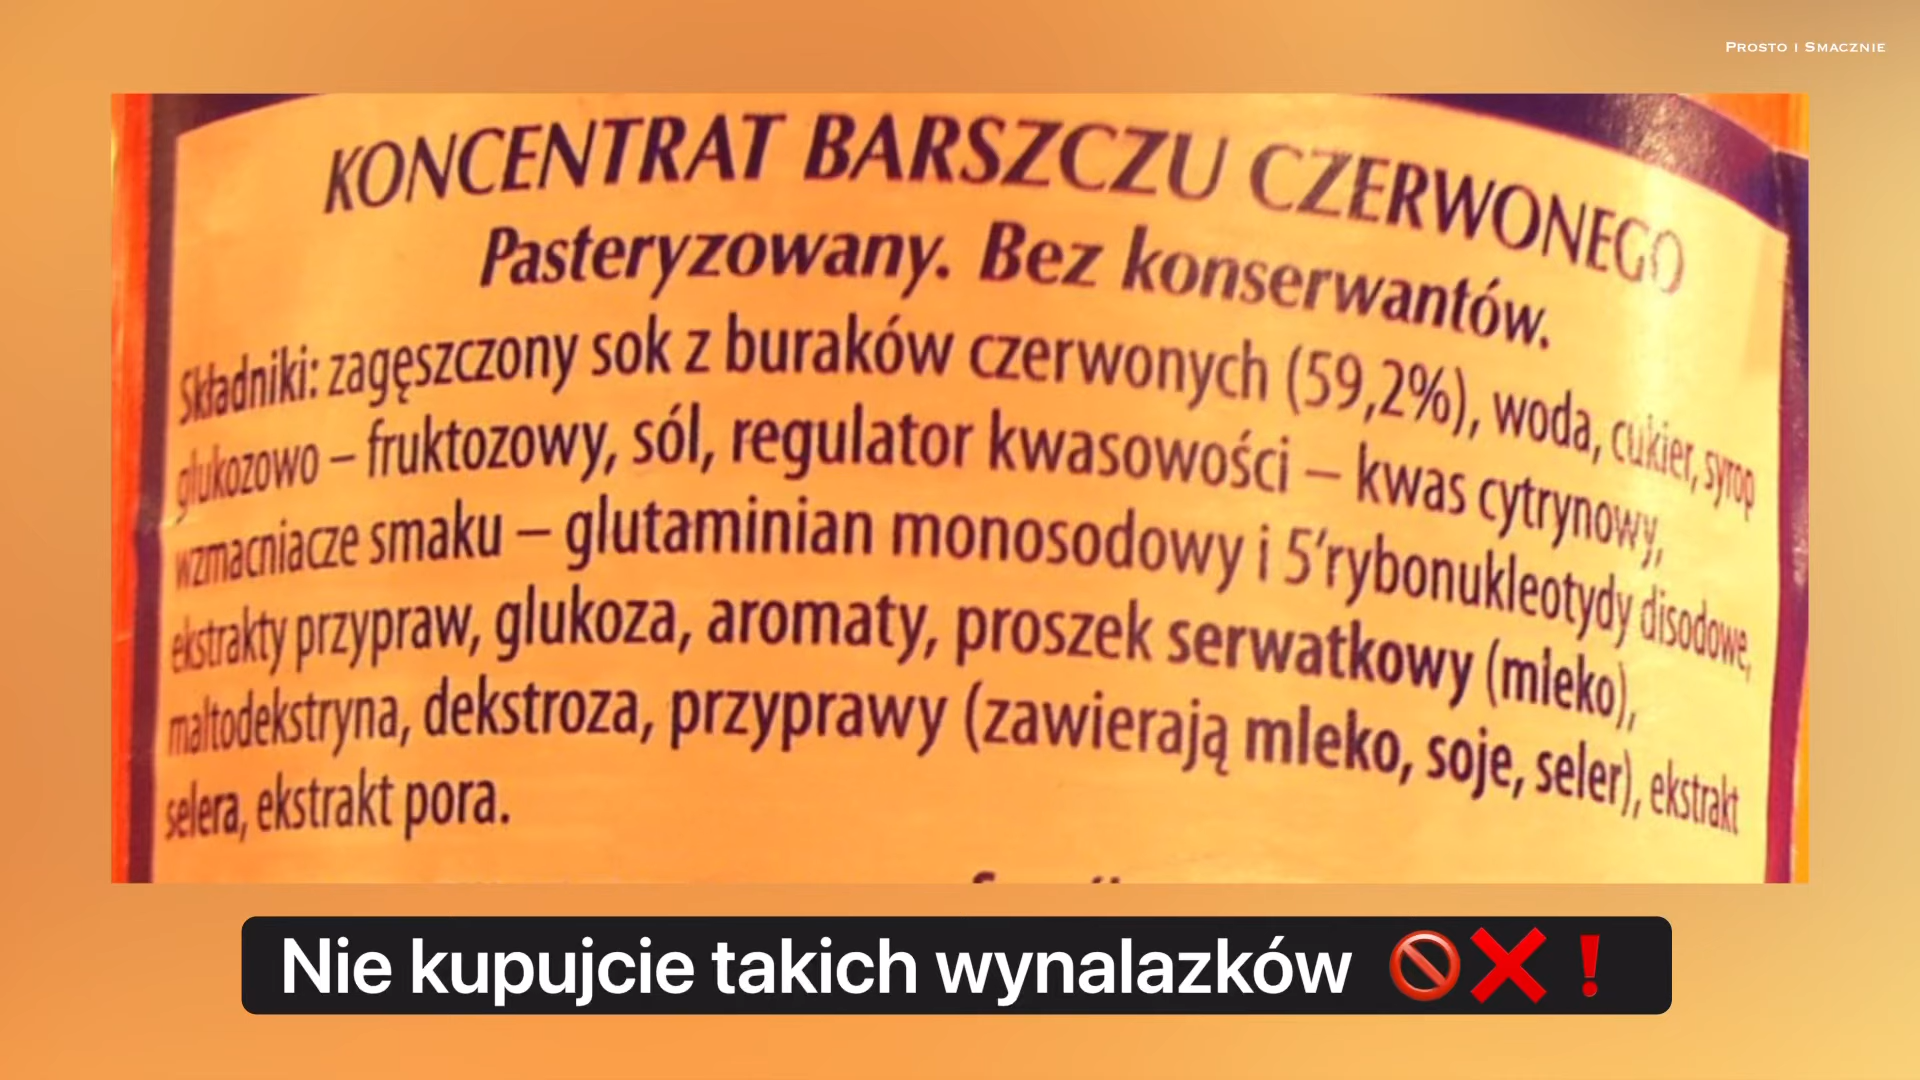 Prosto i Smacznie
KONCENTRAT BARSZCZU CZERWONEGO
Pasteryzowany. Bez konserwantów.
Składniki: zagęszczony sok z buraków czerwonych (59,2%), woda, cukier, syrop
glukozowo – fruktozowy, sól, regulator kwasowości – kwas cytrynowy,
wzmacniacze smaku – glutaminian monosodowy i 5'rybonukleotydy disodowe,
ekstrakty przypraw, glukoza, aromaty, proszek serwatkowy (mleko),
maltodekstryna, dekstroza, przyprawy (zawierają mleko, soje, seler), ekstrakt
selera, ekstrakt pora.
Nie kupujcie takich wynalazków 🚫❌❗